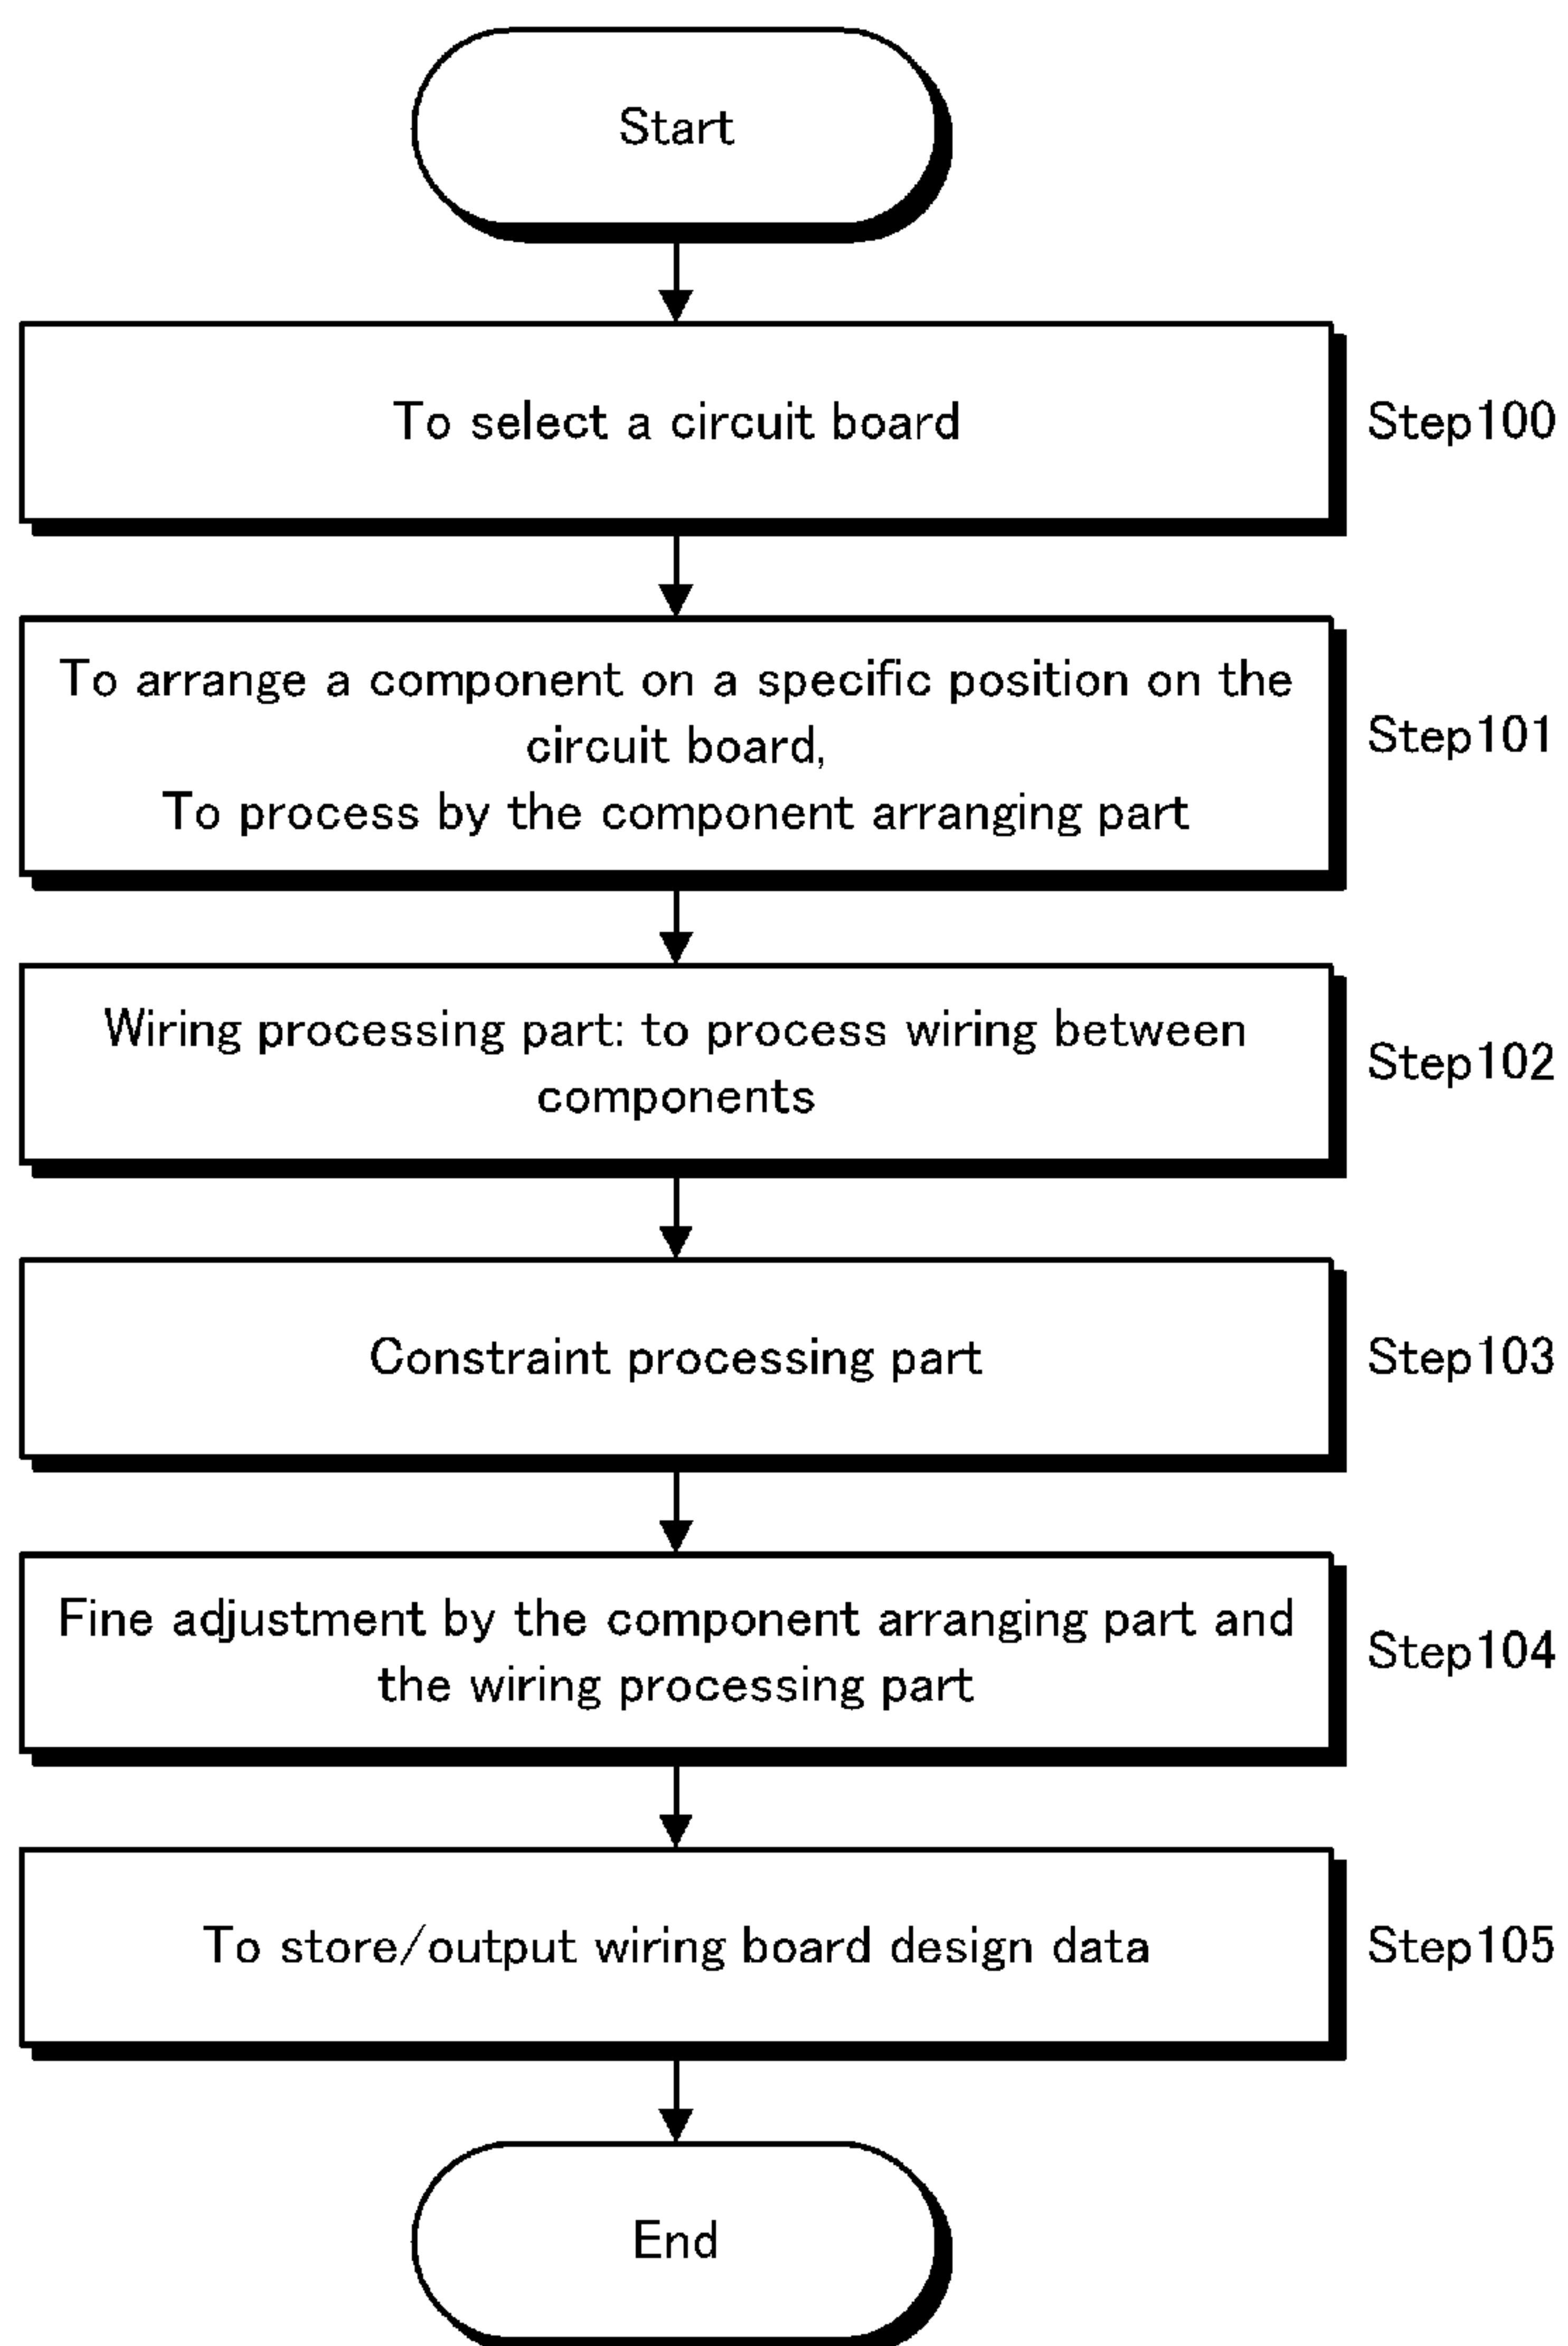 Start
To select a circuit board
Step100
To arrange a component on a specific position on the
circuit board,
To process by the component arranging part
Step101
Wiring processing part: to process wiring between
components
Step102
Constraint processing part
Step103
Fine adjustment by the component arranging part and
the wiring processing part
Step104
To store/output wiring board design data
Step105
End